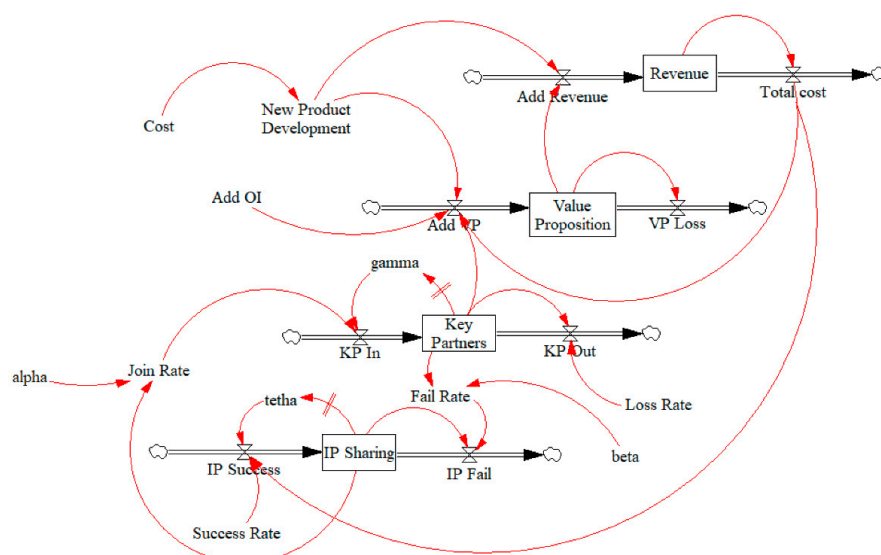 Revenue
Add Revenue
Total cost
New Product
Development
Cost
Add OI
Value
Proposition
Add VP
VP Loss
gamma
Key
Partners
KP In
KP Out
alpha
Join Rate
tetha
Fail Rate
Loss Rate
IP Sharing
beta
IP Success
IP Fail
Success Rate